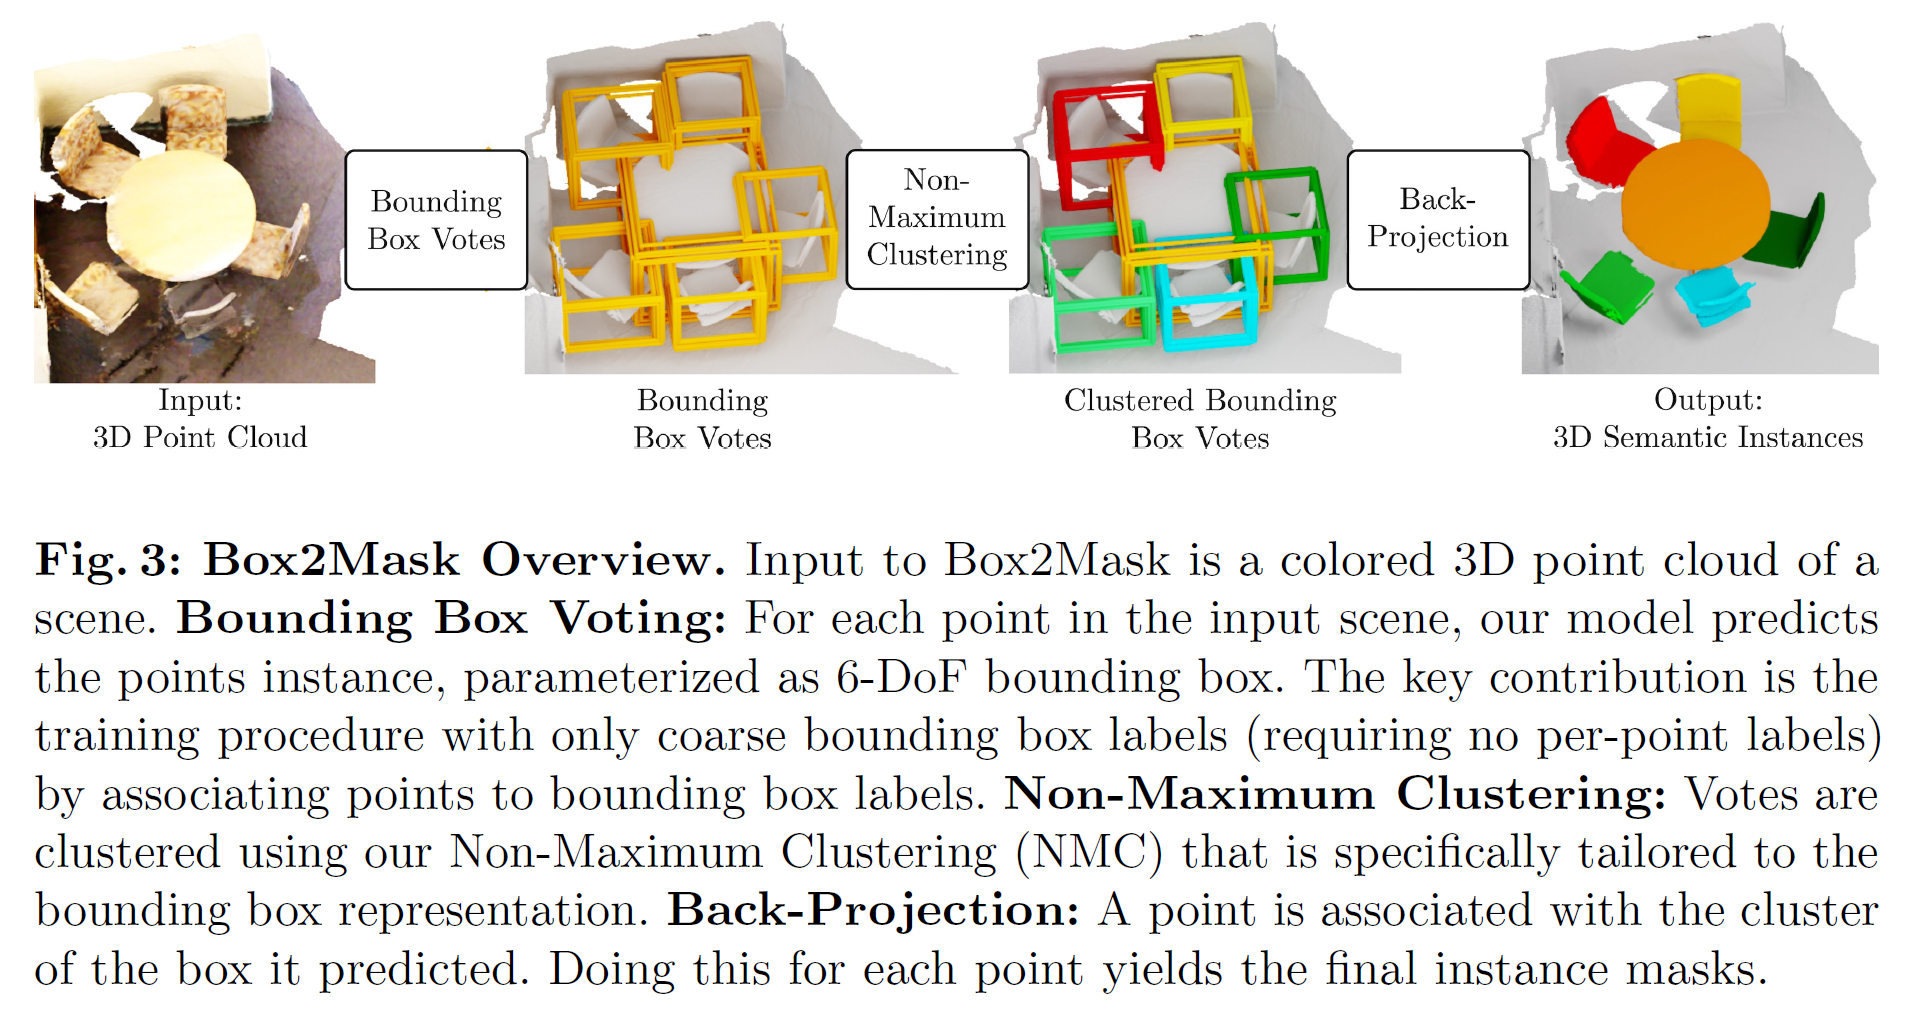 Bounding
Box Votes
Non-
Maximum
Clustering
Back-
Projection
Input:
3D Point Cloud
Bounding
Box Votes
Clustered Bounding
Box Votes
Output:
3D Semantic Instances
Fig. 3: Box2Mask Overview. Input to Box2Mask is a colored 3D point cloud of a
scene. Bounding Box Voting: For each point in the input scene, our model predicts
the points instance, parameterized as 6-DoF bounding box. The key contribution is the
training procedure with only coarse bounding box labels (requiring no per-point labels)
by associating points to bounding box labels. Non-Maximum Clustering: Votes are
clustered using our Non-Maximum Clustering (NMC) that is specifically tailored to the
bounding box representation. Back-Projection: A point is associated with the cluster
of the box it predicted. Doing this for each point yields the final instance masks.